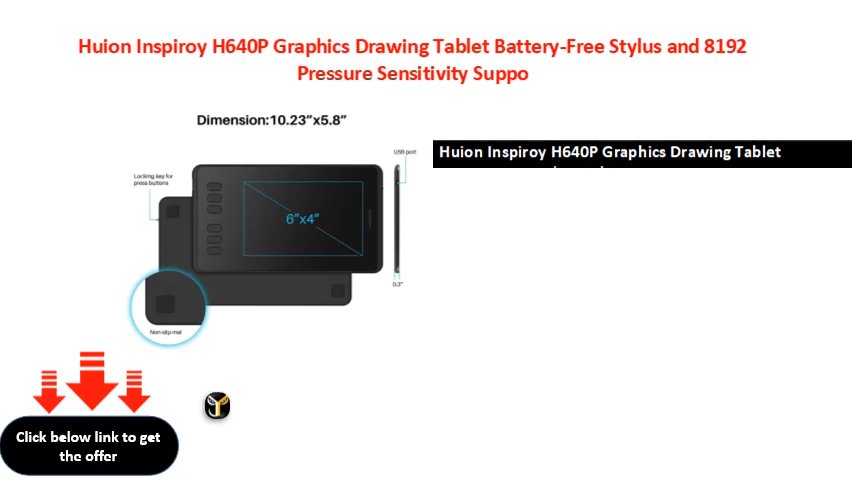 Huion Inspiroy H640P Graphics Drawing Tablet Battery-Free Stylus and 8192
Pressure Sensitivity Suppo
Dimension:10.23”x5.8”
USB port
Huion Inspiroy H640P Graphics Drawing Tablet
Locking key for
press buttons
6”x4”
0.3”
Non-slip mat
Click below link to get
the offer